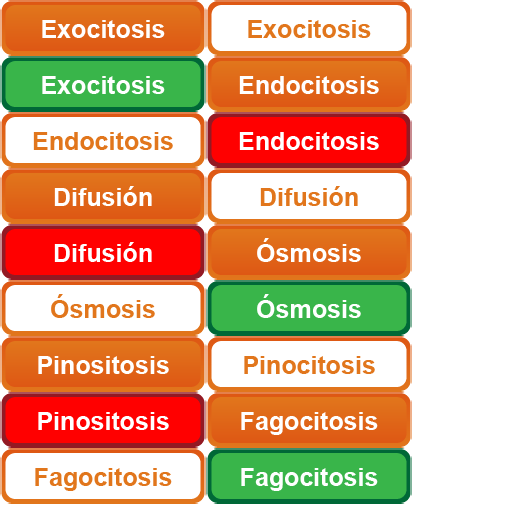 Exocitosis Exocitosis
Exocitosis Endocitosis
Endocitosis Endocitosis
Difusión Difusión
Difusión Ósmosis
Ósmosis Ósmosis
Pinositosis Pinocitosis
Pinositosis Fagocitosis
Fagocitosis Fagocitosis